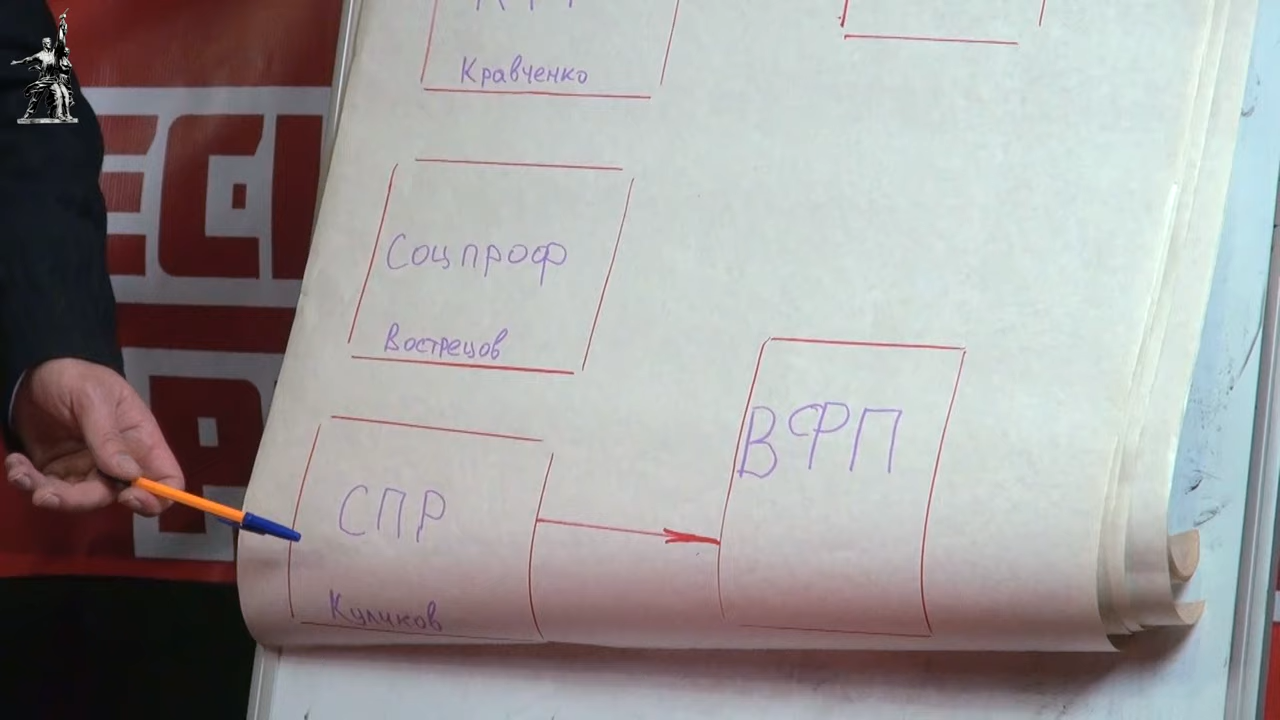 Кравченко
Соцпроф
Вострецов
СПР
Куликов
ВФП